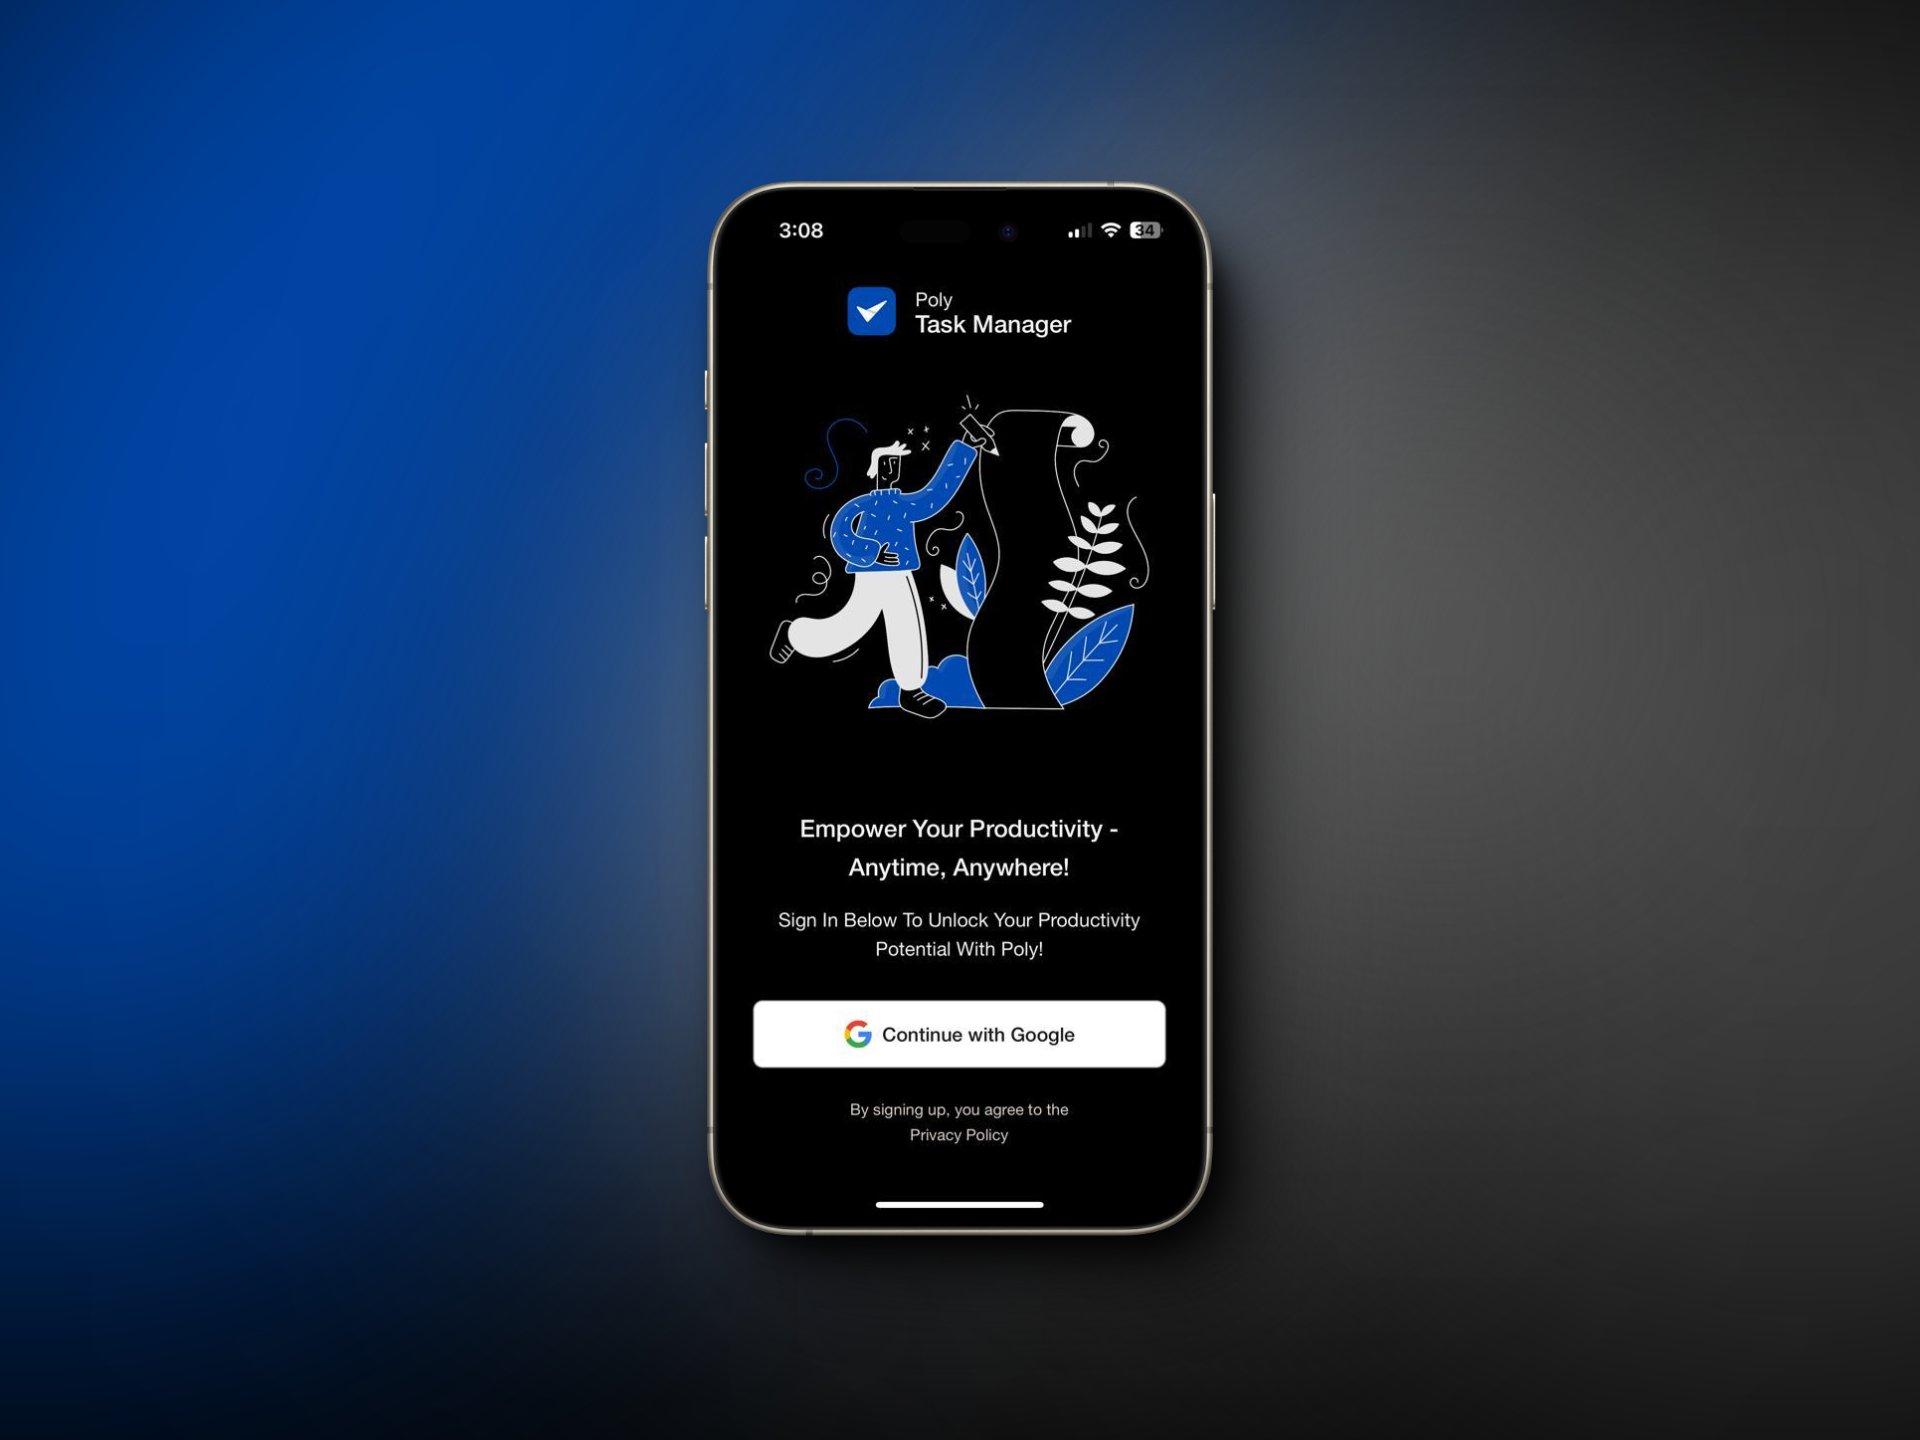 3:08
34
Poly
Task Manager
Empower Your Productivity -
Anytime, Anywhere!
Sign In Below To Unlock Your Productivity
Potential With Poly!
Continue with Google
By signing up, you agree to the
Privacy Policy